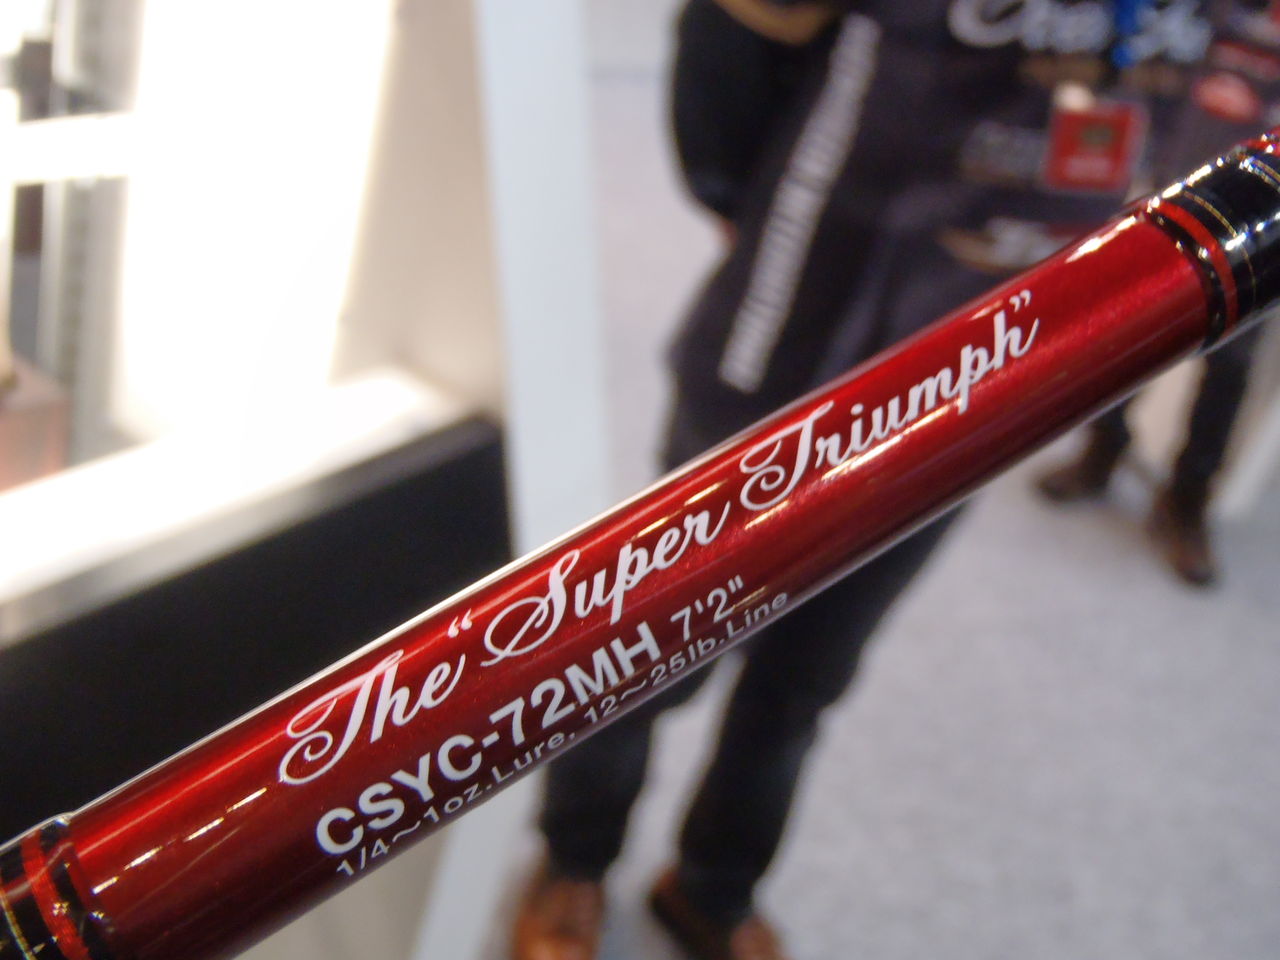 The “Super Triumph”
CSYC-72MH 7'2"
1/4～1oz.Lure, 12～25lb.Line